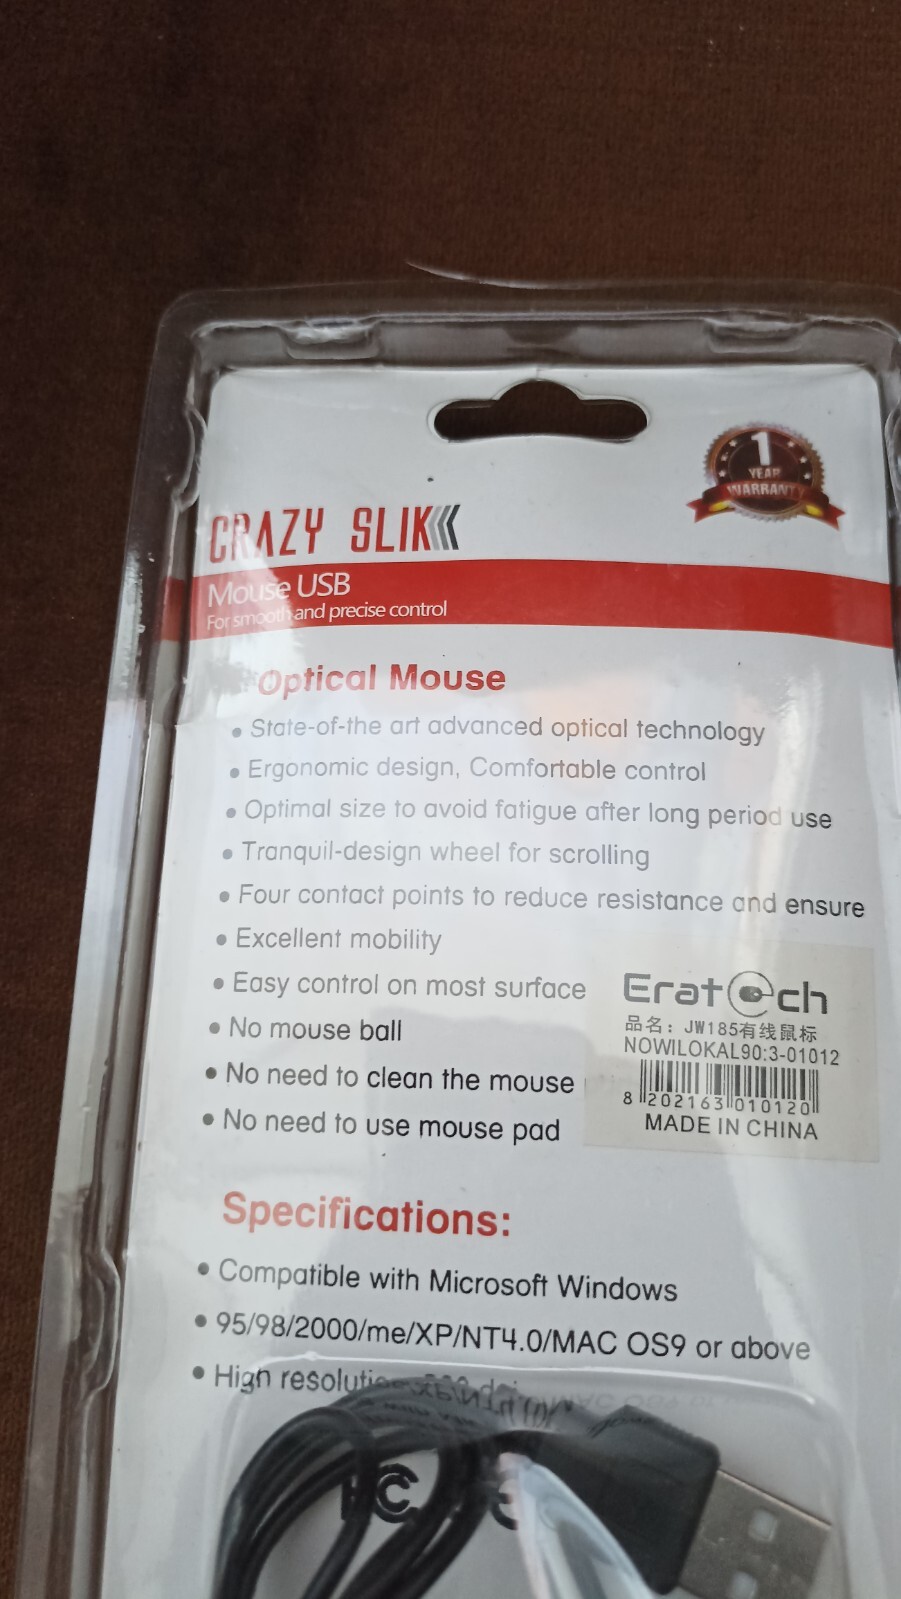 1
YEAR
WARRANTY
CRAZY SLIK
Mouse USB
For smooth and precise control
Optical Mouse
• State-of-the art advanced optical technology
• Ergonomic design, Comfortable control
• Optimal size to avoid fatigue after long period use
• Tranquil-design wheel for scrolling
• Four contact points to reduce resistance and ensure
• Excellent mobility
• Easy control on most surface
• No mouse ball
• No need to clean the mouse
• No need to use mouse pad
Eratech
品名：JW185有线鼠标
NOWILOKAL90:3-01012
8 202163 010120
MADE IN CHINA
Specifications:
• Compatible with Microsoft Windows
• 95/98/2000/me/XP/NT4.0/MAC OS9 or above
• High resolution